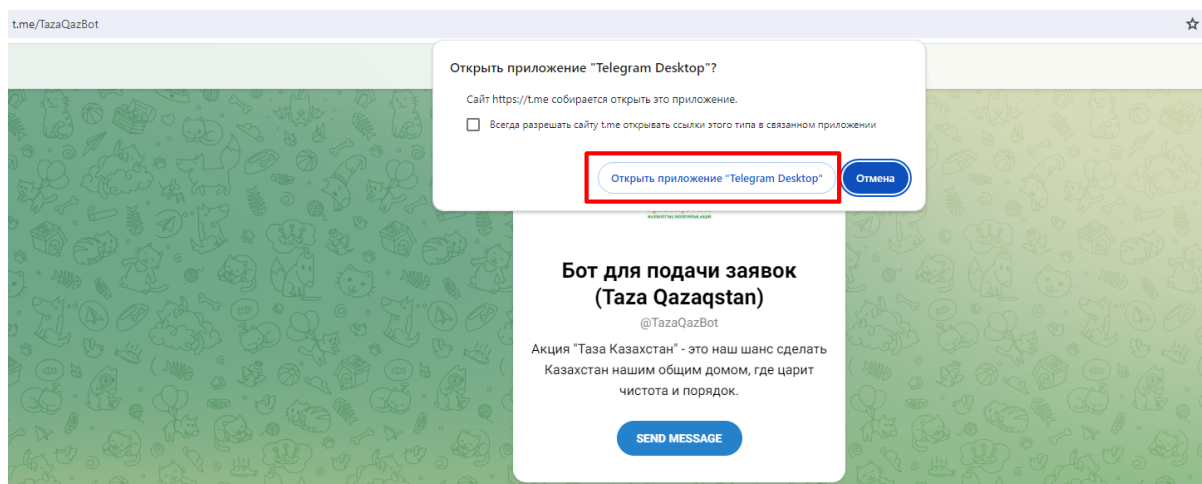 t.me/TazaQazBot
Открыть приложение "Telegram Desktop"?
Сайт https://t.me собирается открыть это приложение.
Всегда разрешать сайту t.me открывать ссылки этого типа в связанном приложении
Открыть приложение "Telegram Desktop"
Отмена
Бот для подачи заявок
(Taza Qazaqstan)
@TazaQazBot
Акция "Таза Казахстан" - это наш шанс сделать
Казахстан нашим общим домом, где царит
чистота и порядок.
SEND MESSAGE